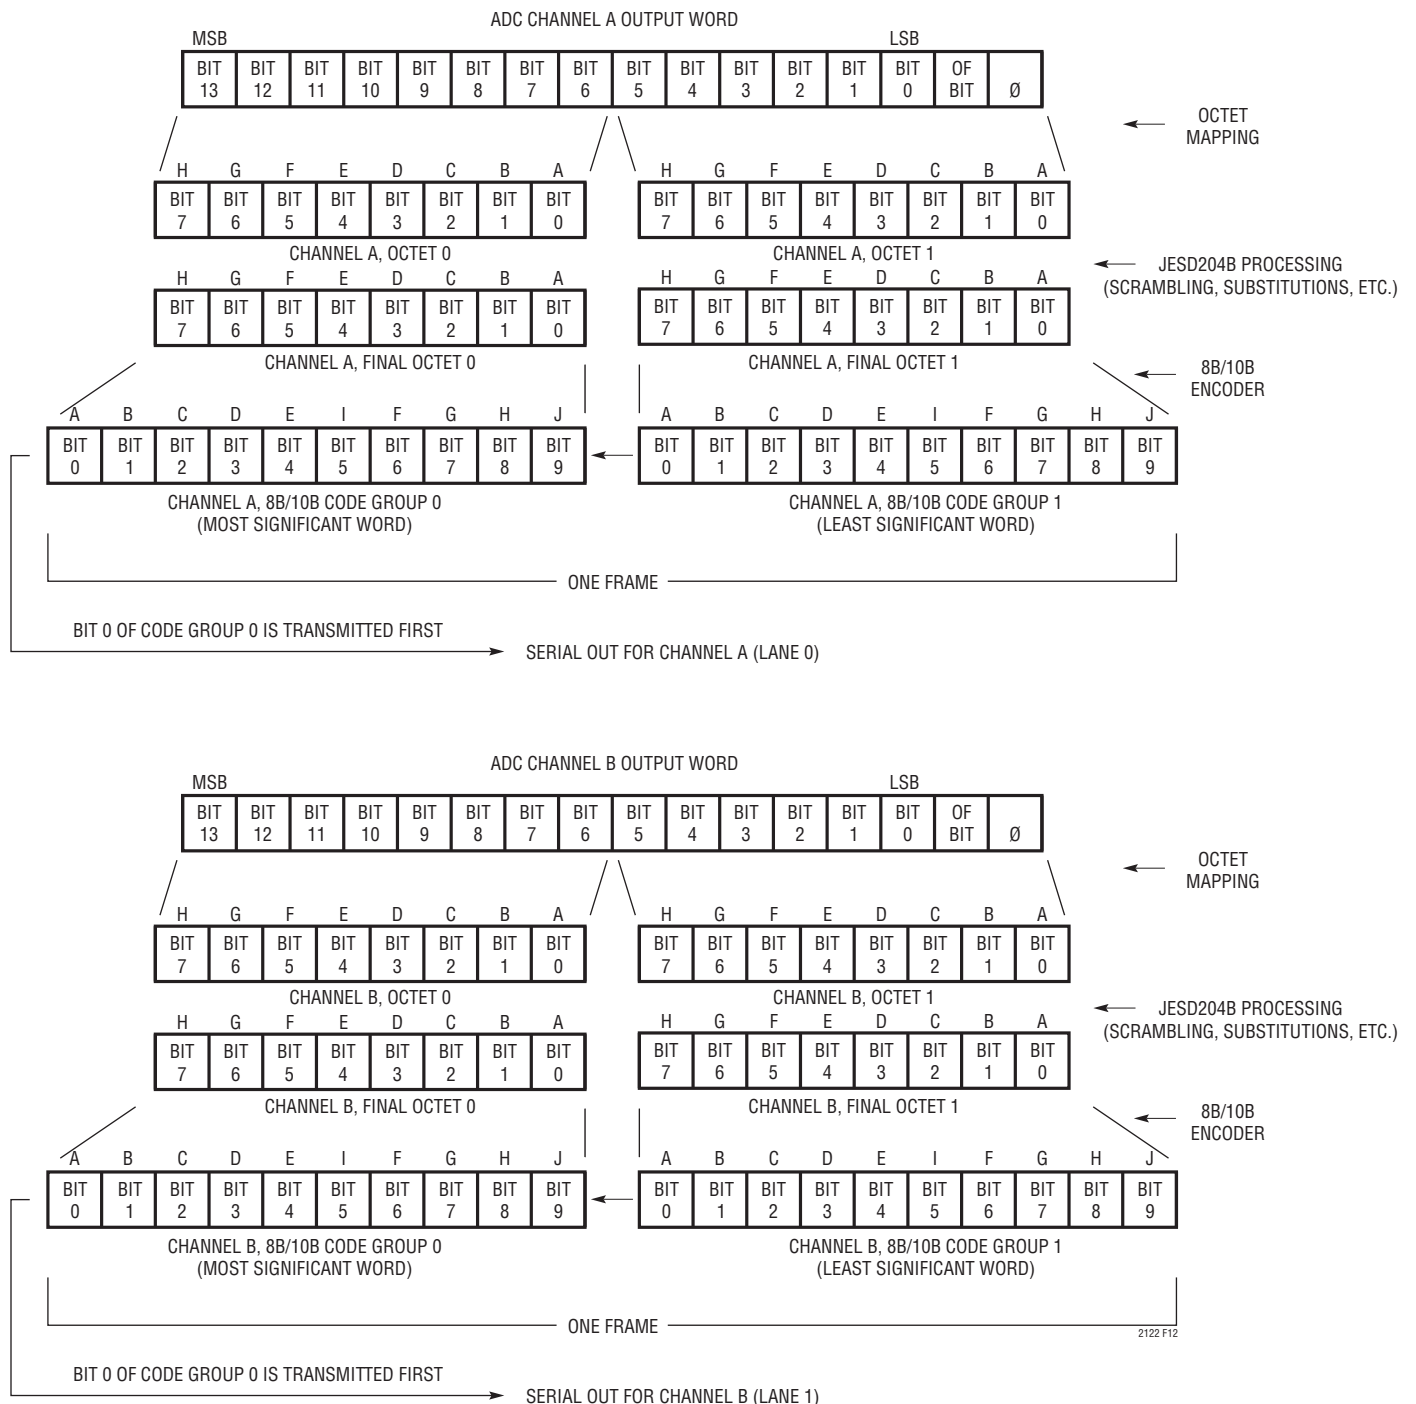 ADC CHANNEL A OUTPUT WORD
MSB LSB
BIT 13 BIT 12 BIT 11 BIT 10 BIT 9 BIT 8 BIT 7 BIT 6 BIT 5 BIT 4 BIT 3 BIT 2 BIT 1 BIT 0 OF BIT Ø
OCTET
MAPPING
H G F E D C B A H G F E D C B A
BIT 7 BIT 6 BIT 5 BIT 4 BIT 3 BIT 2 BIT 1 BIT 0 BIT 7 BIT 6 BIT 5 BIT 4 BIT 3 BIT 2 BIT 1 BIT 0
CHANNEL A, OCTET 0 CHANNEL A, OCTET 1
JESD204B PROCESSING
(SCRAMBLING, SUBSTITUTIONS, ETC.)
H G F E D C B A H G F E D C B A
BIT 7 BIT 6 BIT 5 BIT 4 BIT 3 BIT 2 BIT 1 BIT 0 BIT 7 BIT 6 BIT 5 BIT 4 BIT 3 BIT 2 BIT 1 BIT 0
CHANNEL A, FINAL OCTET 0 CHANNEL A, FINAL OCTET 1
8B/10B
ENCODER
A B C D E I F G H J A B C D E I F G H J
BIT 0 BIT 1 BIT 2 BIT 3 BIT 4 BIT 5 BIT 6 BIT 7 BIT 8 BIT 9 BIT 0 BIT 1 BIT 2 BIT 3 BIT 4 BIT 5 BIT 6 BIT 7 BIT 8 BIT 9
CHANNEL A, 8B/10B CODE GROUP 0 CHANNEL A, 8B/10B CODE GROUP 1
(MOST SIGNIFICANT WORD) (LEAST SIGNIFICANT WORD)
ONE FRAME
BIT 0 OF CODE GROUP 0 IS TRANSMITTED FIRST
SERIAL OUT FOR CHANNEL A (LANE 0)
ADC CHANNEL B OUTPUT WORD
MSB LSB
BIT 13 BIT 12 BIT 11 BIT 10 BIT 9 BIT 8 BIT 7 BIT 6 BIT 5 BIT 4 BIT 3 BIT 2 BIT 1 BIT 0 OF BIT Ø
OCTET
MAPPING
H G F E D C B A H G F E D C B A
BIT 7 BIT 6 BIT 5 BIT 4 BIT 3 BIT 2 BIT 1 BIT 0 BIT 7 BIT 6 BIT 5 BIT 4 BIT 3 BIT 2 BIT 1 BIT 0
CHANNEL B, OCTET 0 CHANNEL B, OCTET 1
JESD204B PROCESSING
(SCRAMBLING, SUBSTITUTIONS, ETC.)
H G F E D C B A H G F E D C B A
BIT 7 BIT 6 BIT 5 BIT 4 BIT 3 BIT 2 BIT 1 BIT 0 BIT 7 BIT 6 BIT 5 BIT 4 BIT 3 BIT 2 BIT 1 BIT 0
CHANNEL B, FINAL OCTET 0 CHANNEL B, FINAL OCTET 1
8B/10B
ENCODER
A B C D E I F G H J A B C D E I F G H J
BIT 0 BIT 1 BIT 2 BIT 3 BIT 4 BIT 5 BIT 6 BIT 7 BIT 8 BIT 9 BIT 0 BIT 1 BIT 2 BIT 3 BIT 4 BIT 5 BIT 6 BIT 7 BIT 8 BIT 9
CHANNEL B, 8B/10B CODE GROUP 0 CHANNEL B, 8B/10B CODE GROUP 1
(MOST SIGNIFICANT WORD) (LEAST SIGNIFICANT WORD)
ONE FRAME
2122 F12
BIT 0 OF CODE GROUP 0 IS TRANSMITTED FIRST
SERIAL OUT FOR CHANNEL B (LANE 1)